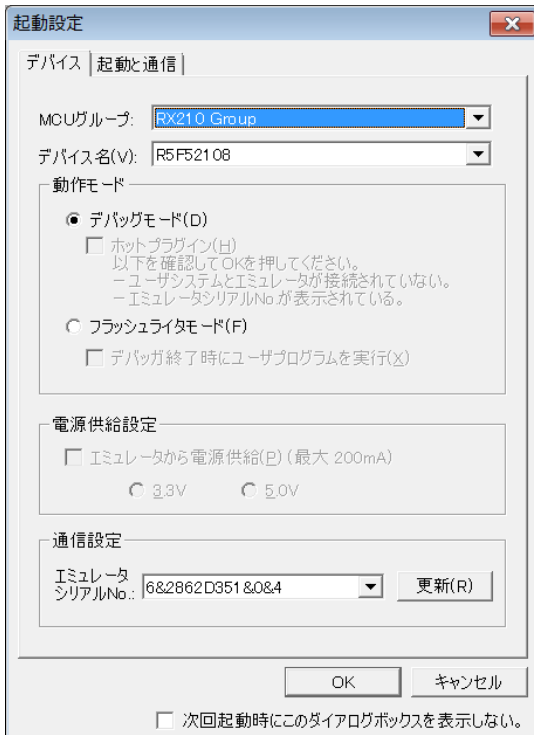 起動設定
デバイス 起動と通信
MCUグループ: RX210 Group
デバイス名(V): R5F52108
動作モード
デバッグモード(D)
ホットプラグイン(H)
以下を確認してOKを押してください。
－ユーザシステムとエミュレータが接続されていない。
－エミュレータシリアルNo.が表示されている。
フラッシュライタモード(F)
デバッガ終了時にユーザプログラムを実行(X)
電源供給設定
エミュレータから電源供給(P) (最大 200mA)
3.3V 5.0V
通信設定
エミュレータ
シリアルNo.: 6&2862D351&0&4 更新(R)
OK キャンセル
次回起動時にこのダイアログボックスを表示しない。